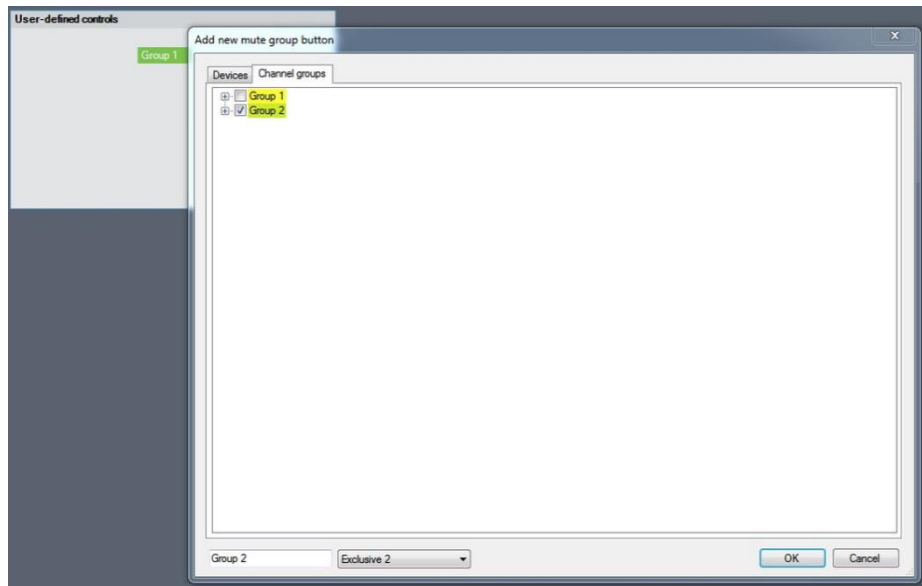 User-defined controls
Add new mute group button
x
Group 1
Devices Channel groups
Group 1
Group 2
Group 2 Exclusive 2 OK Cancel